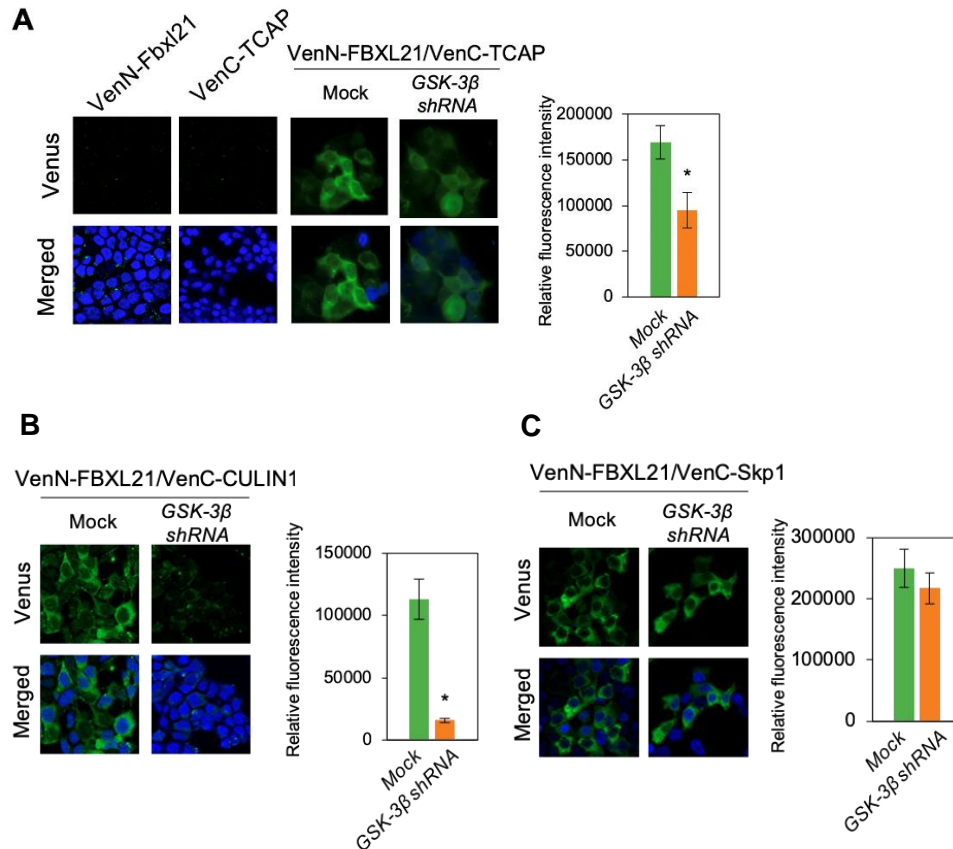 A
VenN-Fbxl21
VenC-TCAP
VenN-FBXL21/VenC-TCAP
Mock
GSK-3β
shRNA
Venus
Merged
Relative fluorescence intensity
200000
150000
100000
50000
0
*
Mock
GSK-3β shRNA
B
VenN-FBXL21/VenC-CULIN1
Mock
GSK-3β
shRNA
Venus
Merged
Relative fluorescence intensity
150000
100000
50000
0
*
Mock
GSK-3β shRNA
C
VenN-FBXL21/VenC-Skp1
Mock
GSK-3β
shRNA
Venus
Merged
Relative fluorescence intensity
300000
200000
100000
0
Mock
GSK-3β shRNA